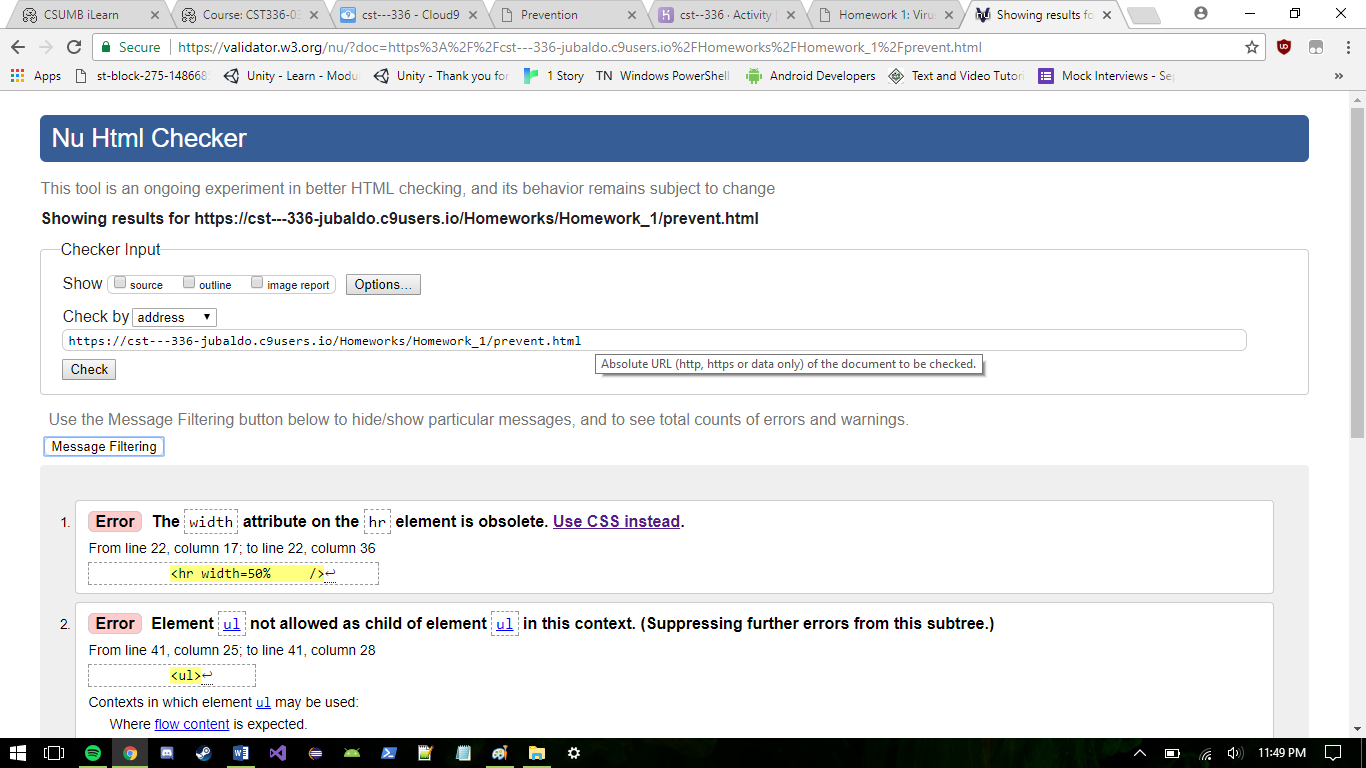 CSUMB iLearn
Course: CST336-03
cst---336 - Cloud9
Prevention
cst--336 · Activity |
Homework 1: Virus
Showing results fo
Secure
https://validator.w3.org/nu/?doc=https%3A%2F%2Fcst---336-jubaldo.c9users.io%2FHomeworks%2FHomework_1%2Fprevent.html
Apps
st-block-275-148668
Unity - Learn - Modu
Unity - Thank you for
1 Story
TN Windows PowerShell
Android Developers
Text and Video Tutori
Mock Interviews - Sep
»
Nu Html Checker
This tool is an ongoing experiment in better HTML checking, and its behavior remains subject to change
Showing results for https://cst---336-jubaldo.c9users.io/Homeworks/Homework_1/prevent.html
Checker Input
Show source outline image report Options...
Check by address
https://cst---336-jubaldo.c9users.io/Homeworks/Homework_1/prevent.html
Absolute URL (http, https or data only) of the document to be checked.
Check
Use the Message Filtering button below to hide/show particular messages, and to see total counts of errors and warnings.
Message Filtering
1. Error The width attribute on the hr element is obsolete. Use CSS instead.
From line 22, column 17; to line 22, column 36
<hr width=50%     />↩
2. Error Element ul not allowed as child of element ul in this context. (Suppressing further errors from this subtree.)
From line 41, column 25; to line 41, column 28
<ul>↩
Contexts in which element ul may be used:
Where flow content is expected.
11:49 PM